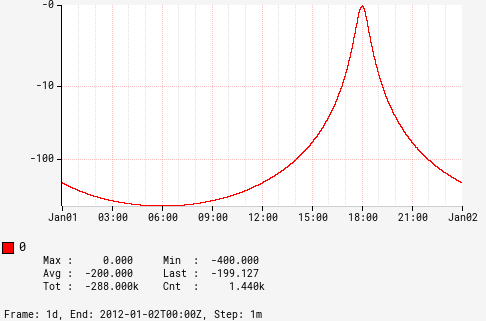 -0
-10
-100
Jan01 03:00 06:00 09:00 12:00 15:00 18:00 21:00 Jan02
0
Max : 0.000 Min : -400.000
Avg : -200.000 Last : -199.127
Tot : -288.000k Cnt : 1.440k
Frame: 1d, End: 2012-01-02T00:00Z, Step: 1m